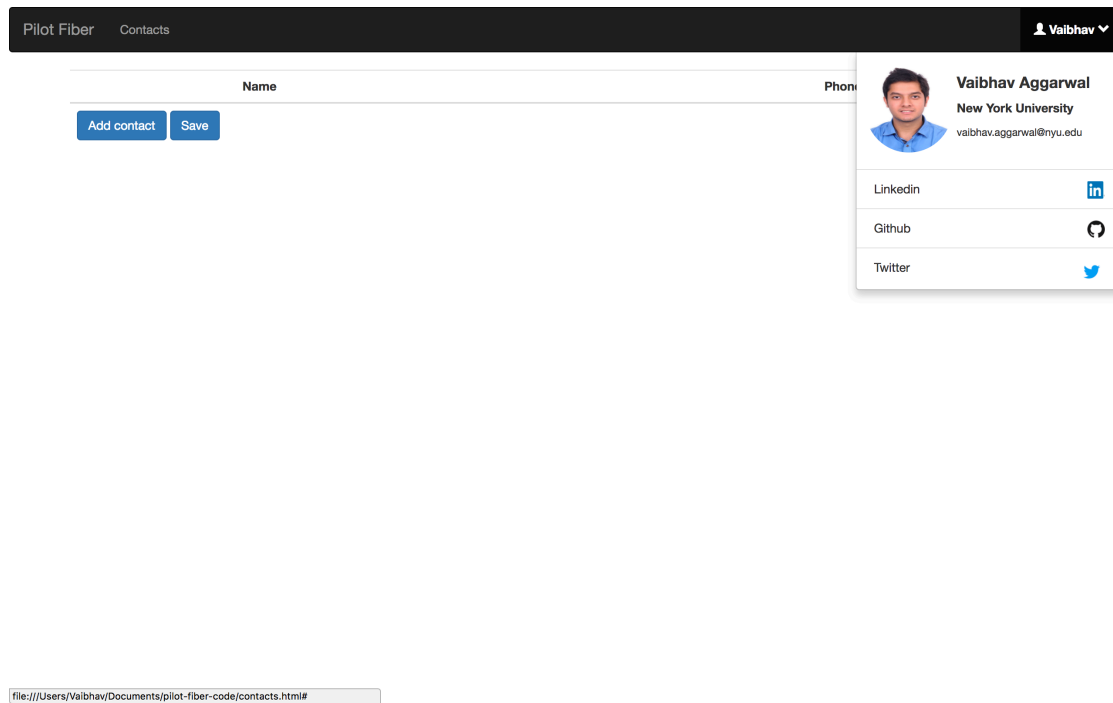 Pilot Fiber Contacts Vaibhav
Name Phone
Add contact Save
Vaibhav Aggarwal
New York University
vaibhav.aggarwal@nyu.edu
Linkedin in
Github
Twitter
file:///Users/Vaibhav/Documents/pilot-fiber-code/contacts.html#